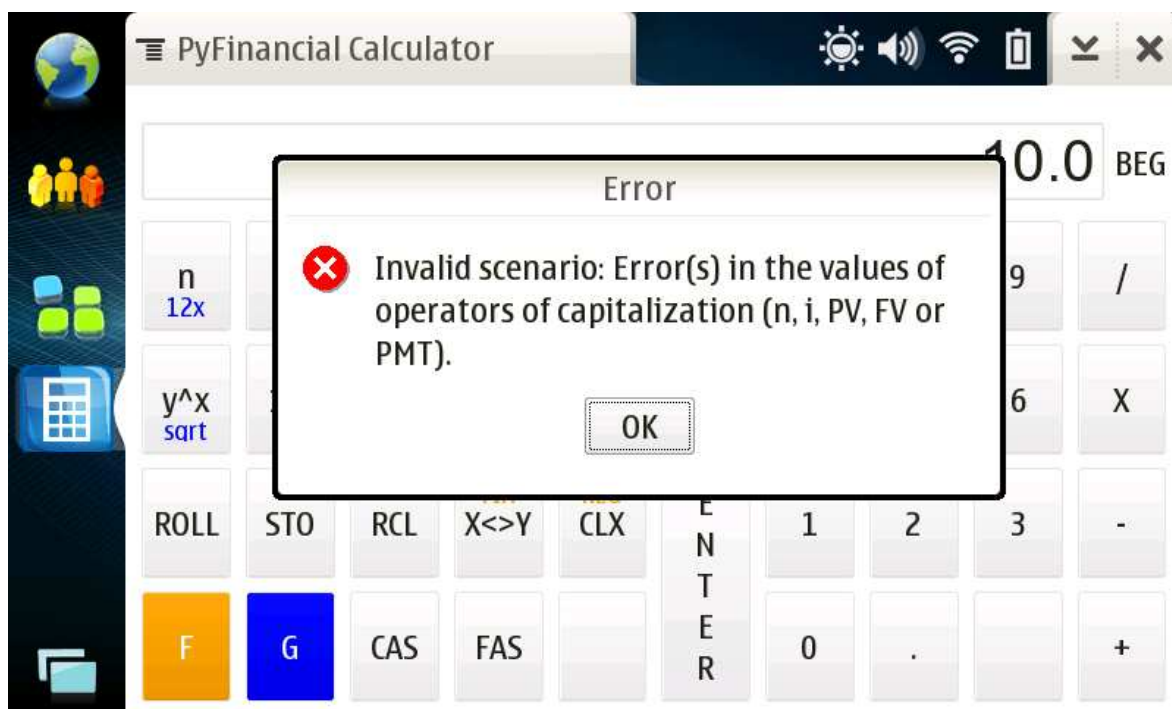 PyFinancial Calculator
10.0 BEG
Error
Invalid scenario: Error(s) in the values of
operators of capitalization (n, i, PV, FV or
PMT).
OK
n
12x
9
/
y^x
sqrt
6
X
ROLL
STO
RCL
X<>Y
CLX
ENTER
1
2
3
-
F
G
CAS
FAS
0
.
+